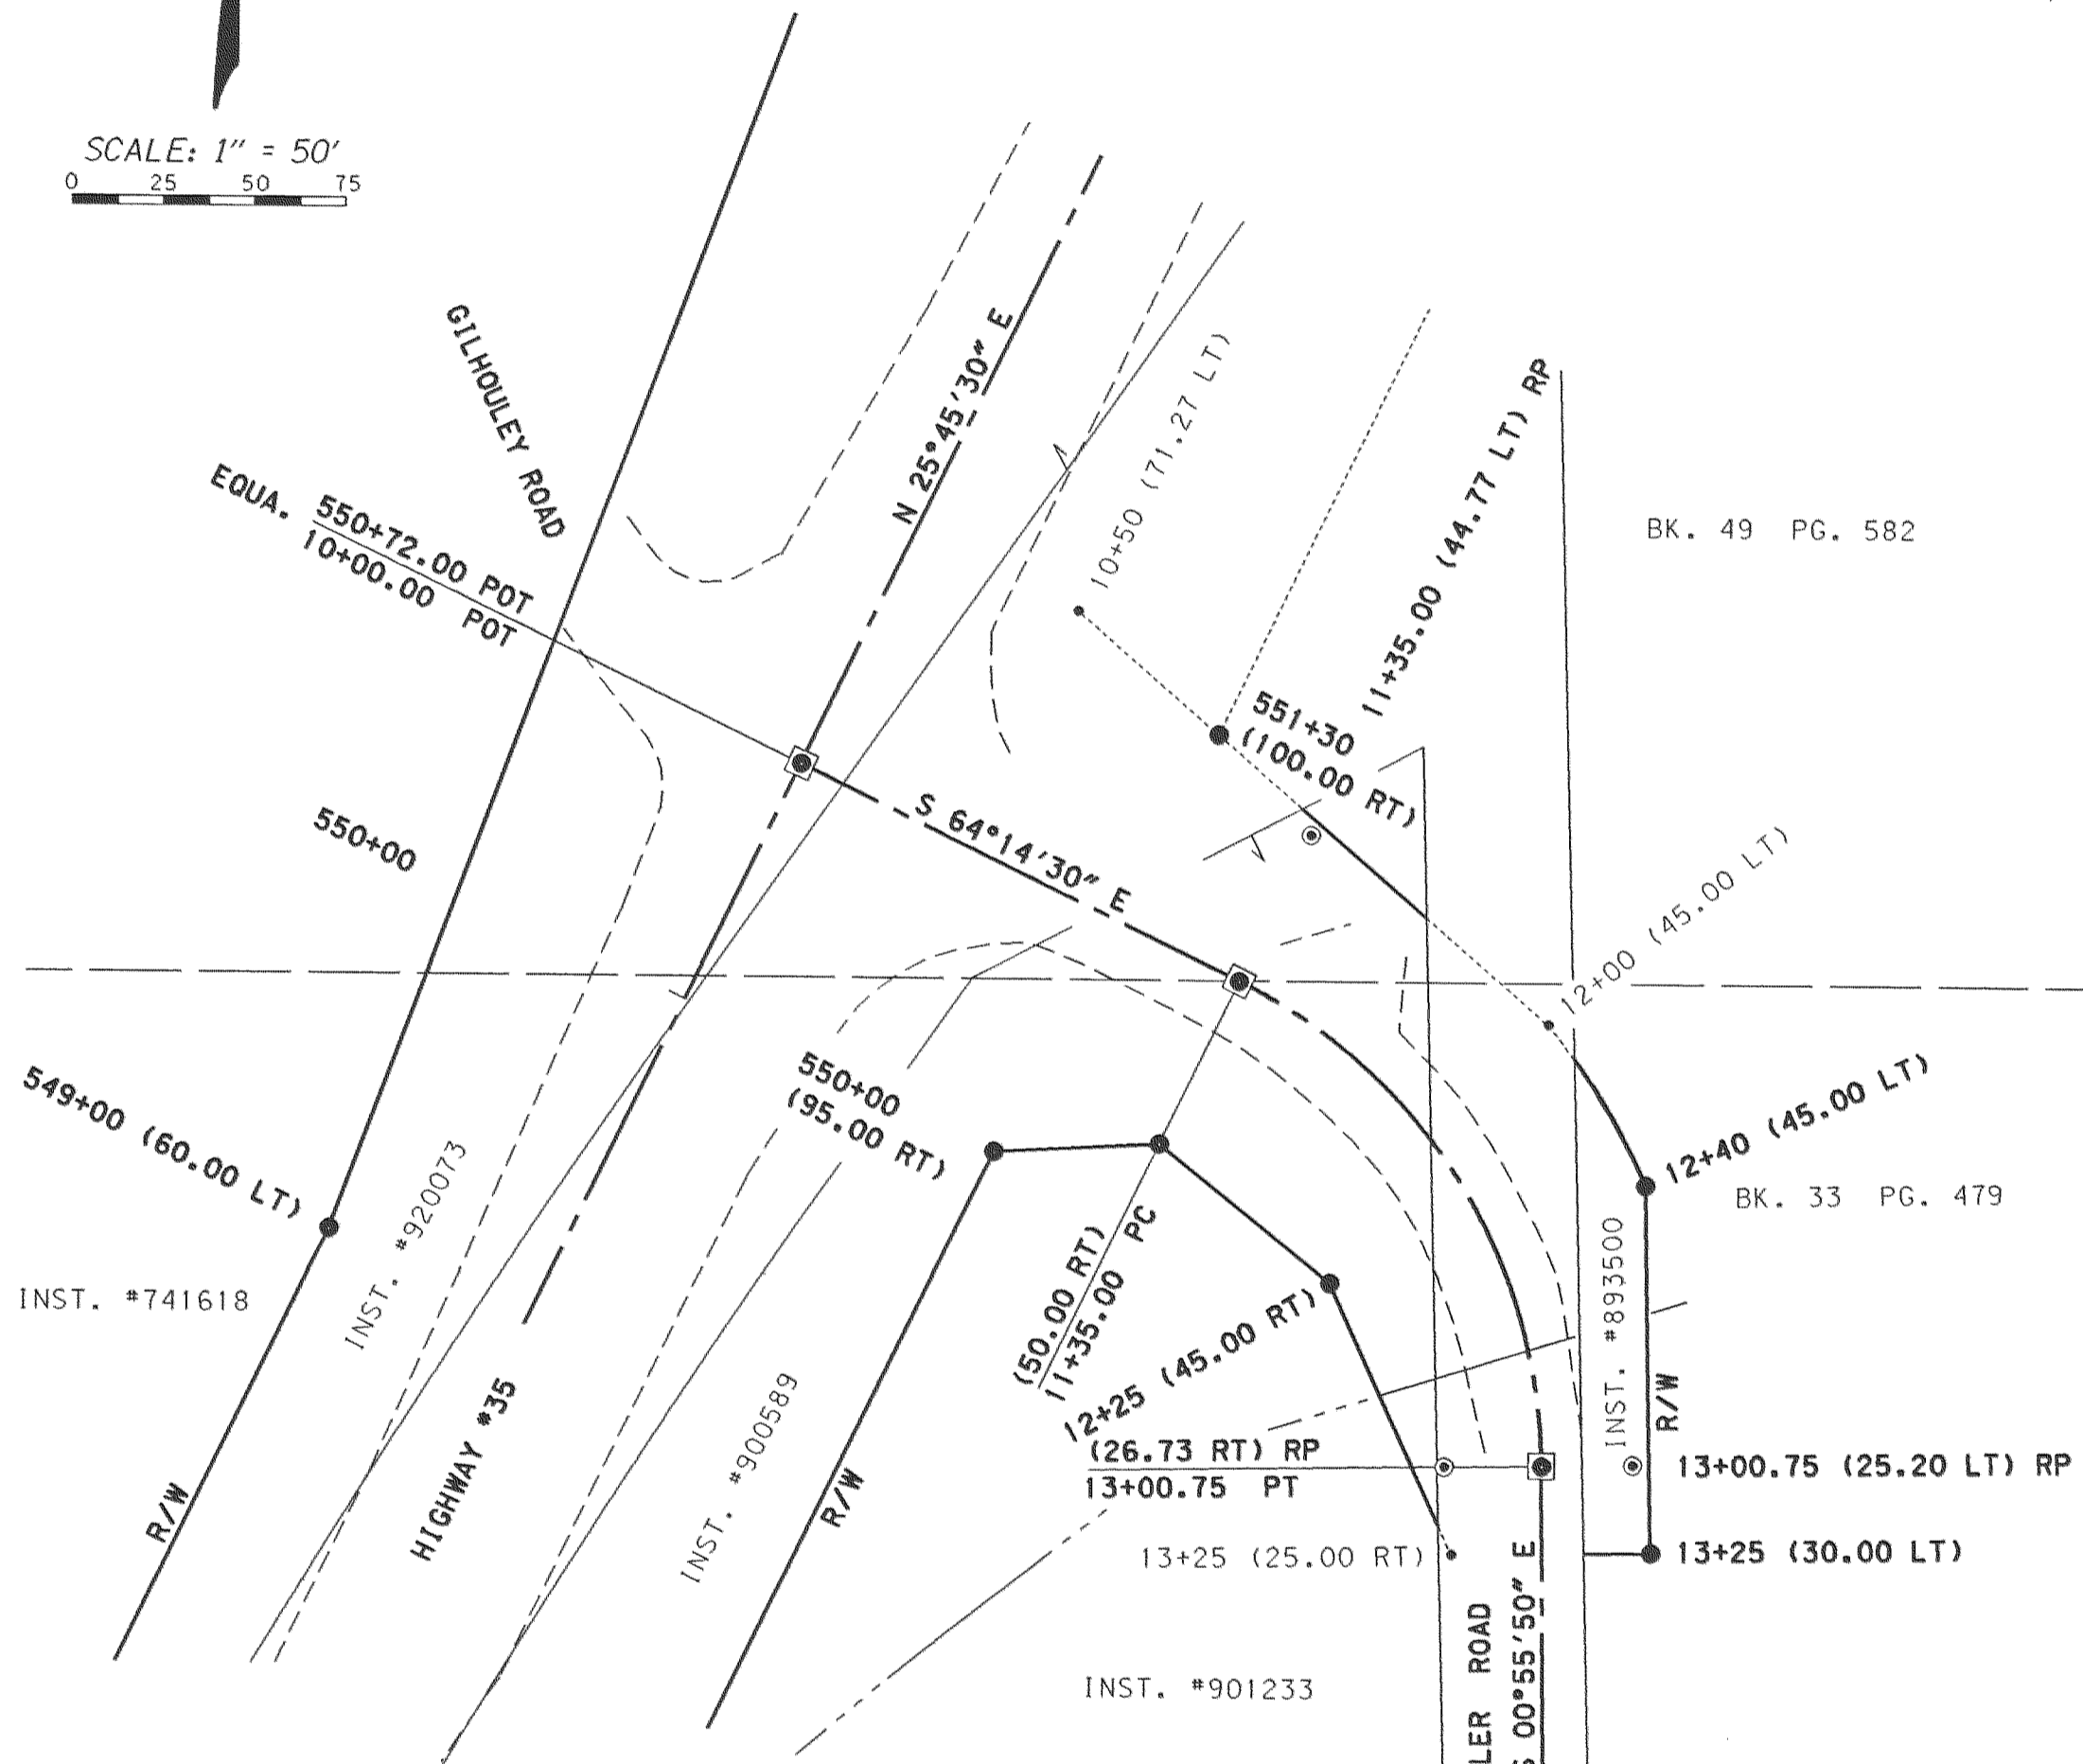 SCALE: 1" = 50'
0 25 50 75
GILHOULEY ROAD
N 25°45'30" E
10+50 (71.27 LT)
11+35.00 (44.77 LT) RP
BK. 49 PG. 582
EQUA. 550+72.00 POT
10+00.00 POT
551+30
(100.00 RT)
550+00
S 64°14'30" E
12+00 (45.00 LT)
549+00 (60.00 LT)
550+00
(95.00 RT)
12+40 (45.00 LT)
BK. 33 PG. 479
INST. #920073
INST. #741618
(50.00 RT)
11+35.00 PC
12+25 (45.00 RT)
INST. #893500
R/W
HIGHWAY #35
INST. #900589
(26.73 RT) RP
13+00.75 PT
13+00.75 (25.20 LT) RP
R/W
R/W
13+25 (25.00 RT)
13+25 (30.00 LT)
INST. #901233
LER ROAD
S 00°55'50" E